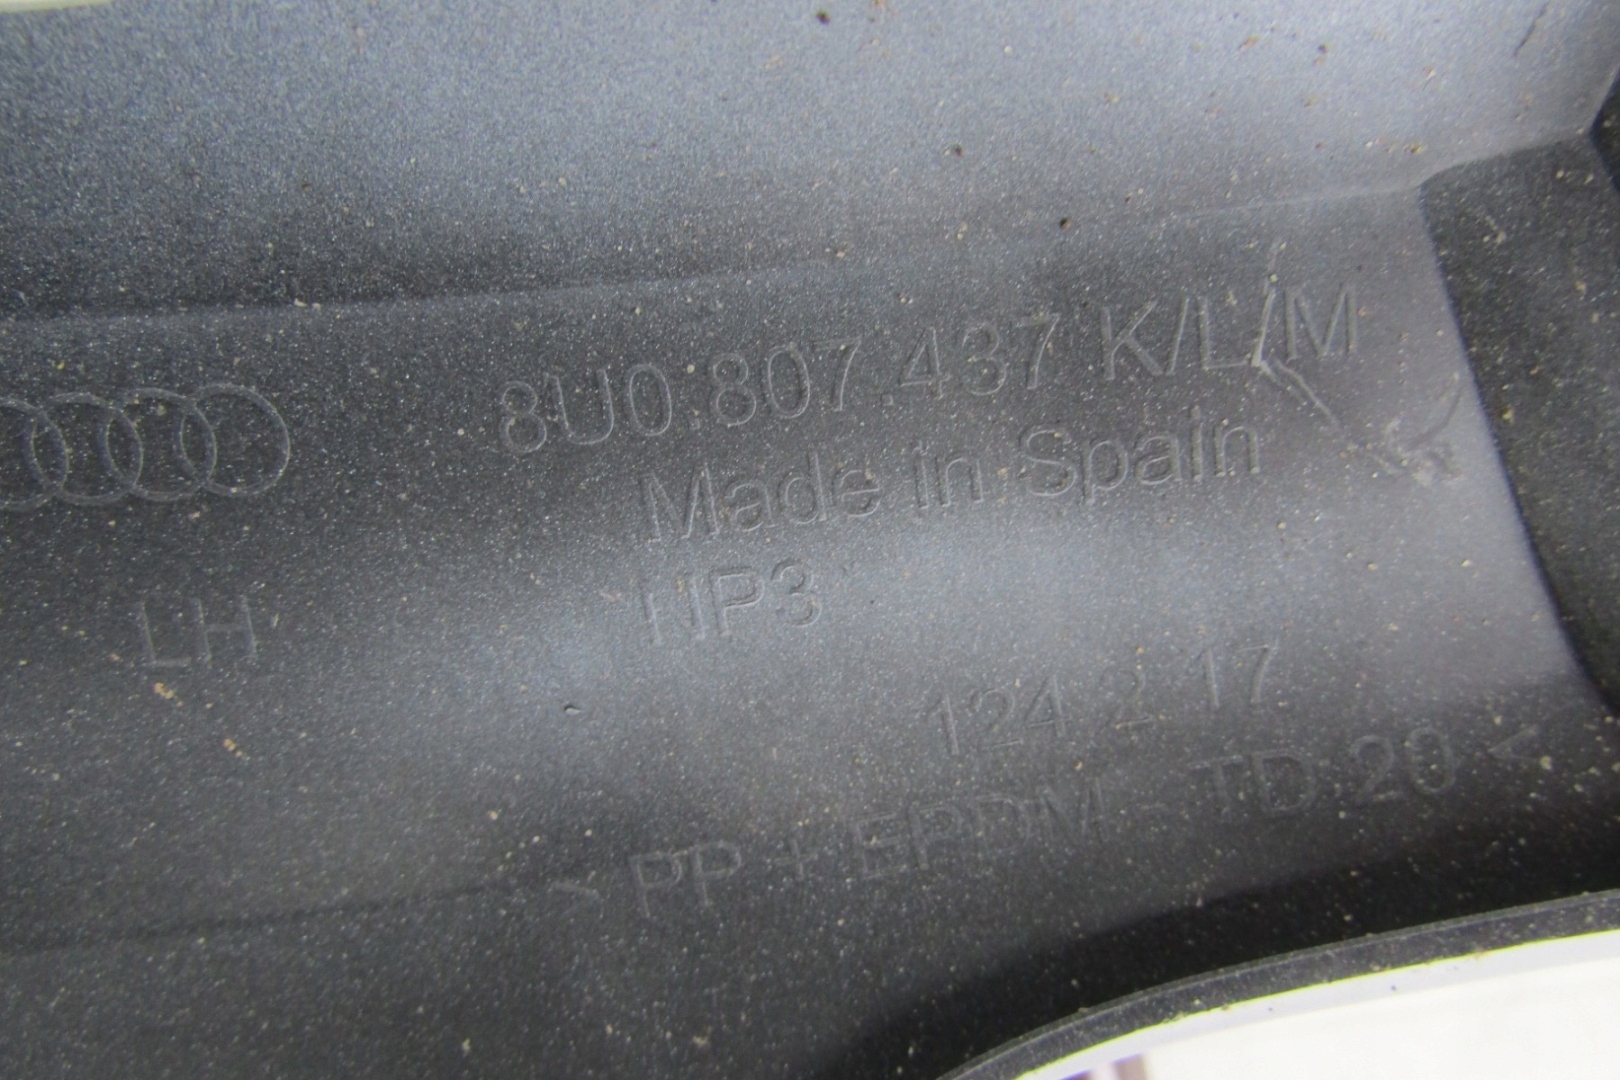 8U0.807.437 K/L/M
Made in Spain
LH
NP3
124 2 17
> PP + EPDM - TD 20 <